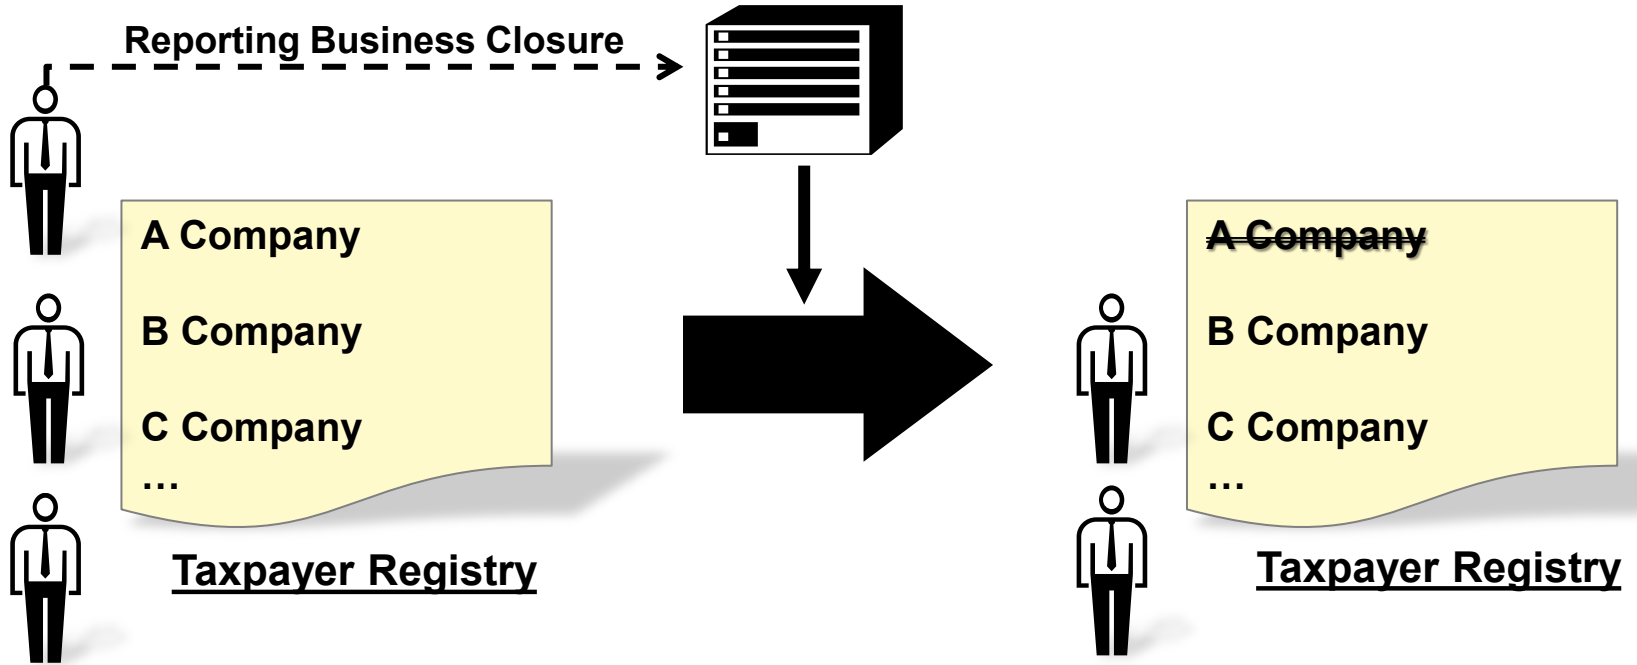 Reporting Business Closure
A Company
B Company
C Company
…
Taxpayer Registry
A Company
B Company
C Company
…
Taxpayer Registry